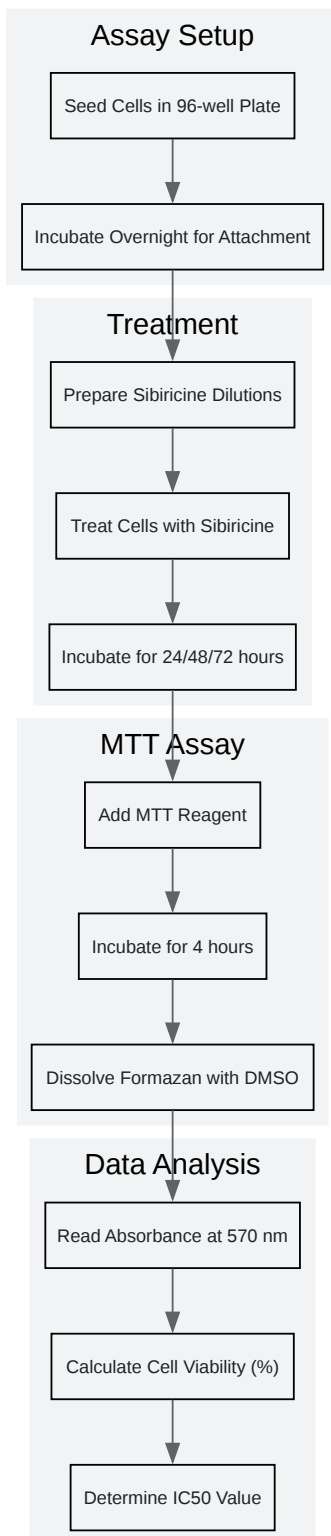 Assay Setup
Seed Cells in 96-well Plate
Incubate Overnight for Attachment
Treatment
Prepare Sibiricine Dilutions
Treat Cells with Sibiricine
Incubate for 24/48/72 hours
MTT Assay
Add MTT Reagent
Incubate for 4 hours
Dissolve Formazan with DMSO
Data Analysis
Read Absorbance at 570 nm
Calculate Cell Viability (%)
Determine IC50 Value